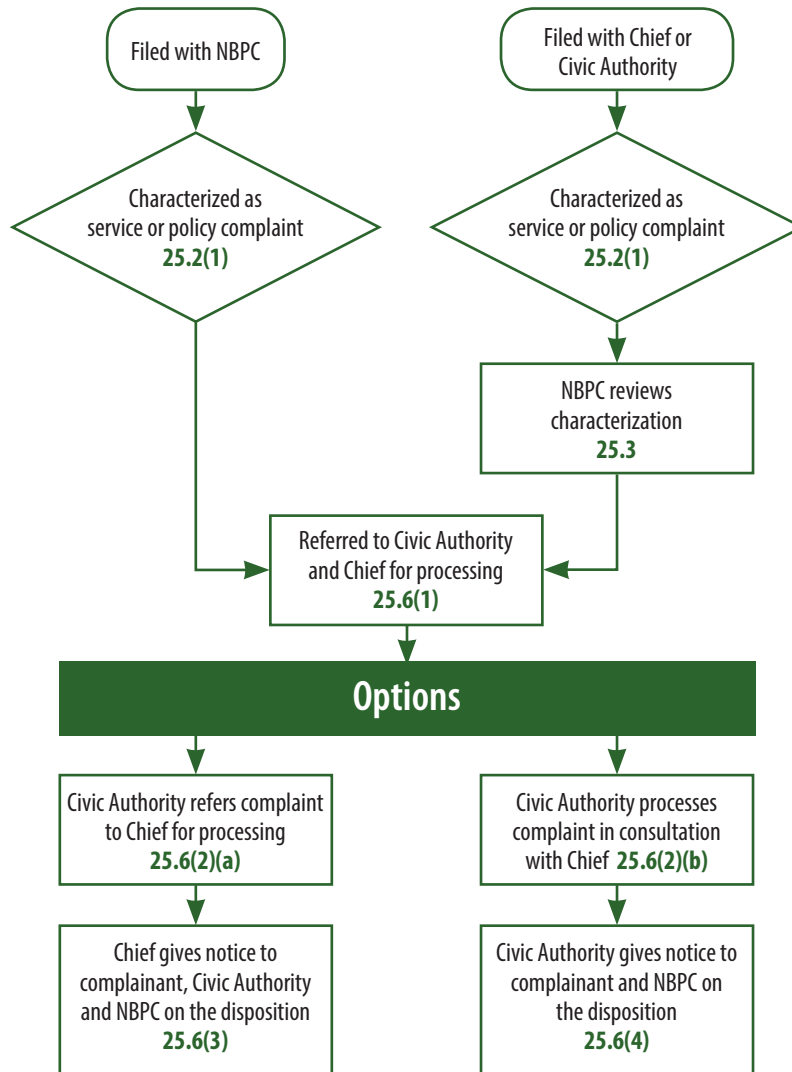 Filed with NBPC
Filed with Chief or
Civic Authority
Characterized as
service or policy complaint
25.2(1)
Characterized as
service or policy complaint
25.2(1)
NBPC reviews
characterization
25.3
Referred to Civic Authority
and Chief for processing
25.6(1)
Options
Civic Authority refers complaint
to Chief for processing
25.6(2)(a)
Civic Authority processes
complaint in consultation
with Chief 25.6(2)(b)
Chief gives notice to
complainant, Civic Authority
and NBPC on the disposition
25.6(3)
Civic Authority gives notice to
complainant and NBPC on
the disposition
25.6(4)